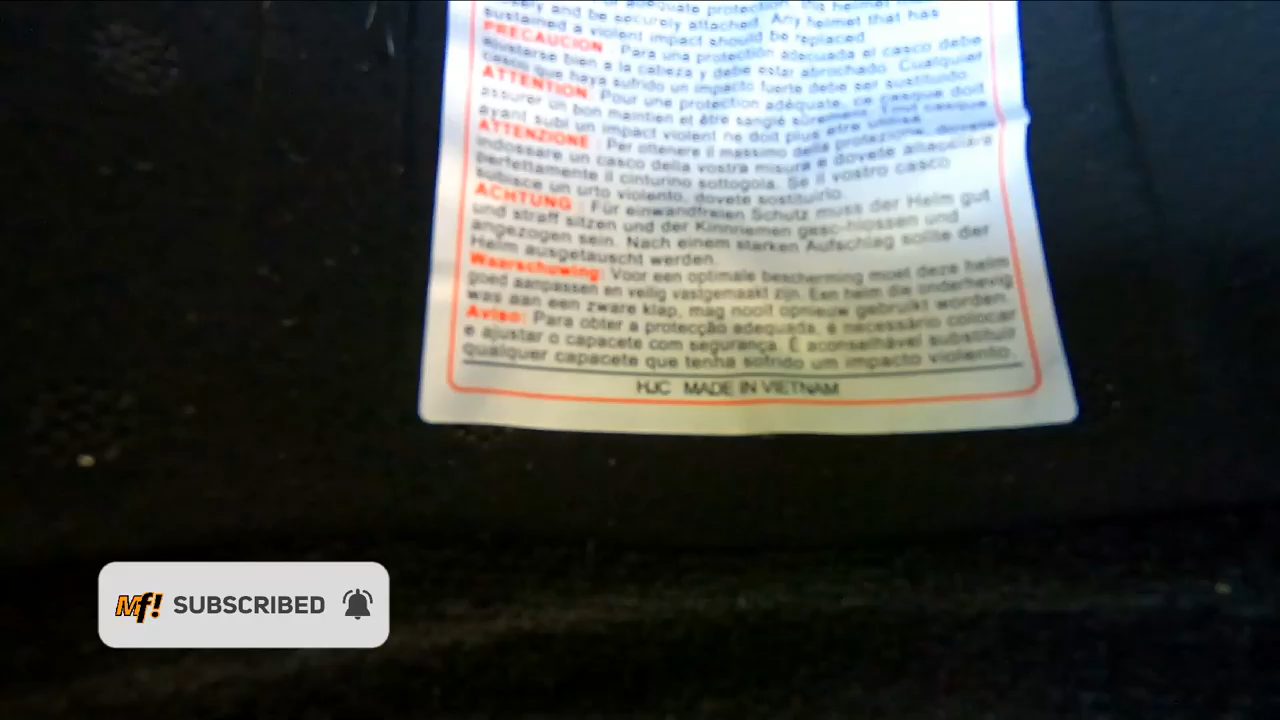 adequate protection, this helmet must
and be securely attached. Any helmet that has
sustained a violent impact should be replaced.
PRECAUCION : Para una protección adecuada el casco debe
ajustarse bien a la cabeza y debe estar abrochado. Cualquier
casco que haya sufrido un impacto fuerte debe ser sustituido.
ATTENTION : Pour une protection adéquate, ce casque doit
assurer un bon maintien et être sanglé sûrement. Tout casque
ayant subi un impact violent ne doit plus être utilisé.
ATTENZIONE : Per ottenere il massimo della protezione, dovete
indossare un casco della vostra misura e dovete allacciare
perfettamente il cinturino sottogola. Se il vostro casco
subisce un urto violento, dovete sostituirlo.
ACHTUNG : Für einwandfreien Schutz muss der Helm gut
und straff sitzen und der Kinnriemen gesc-hlossen und
angezogen sein. Nach einem starken Aufschlag sollte der
Helm ausgetauscht werden.
Waarschuwing: Voor een optimale bescherming moet deze helm
goed aanpassen en veilig vastgemaakt zijn. Een helm die onderhevig
was aan een zware klap, mag nooit opnieuw gebruikt worden.
Aviso: Para obter a protecção adequada, é necessário colocar
e ajustar o capacete com segurança. É aconselhável substituir
qualquer capacete que tenha sofrido um impacto violento.
HJC MADE IN VIETNAM
Mf! SUBSCRIBED